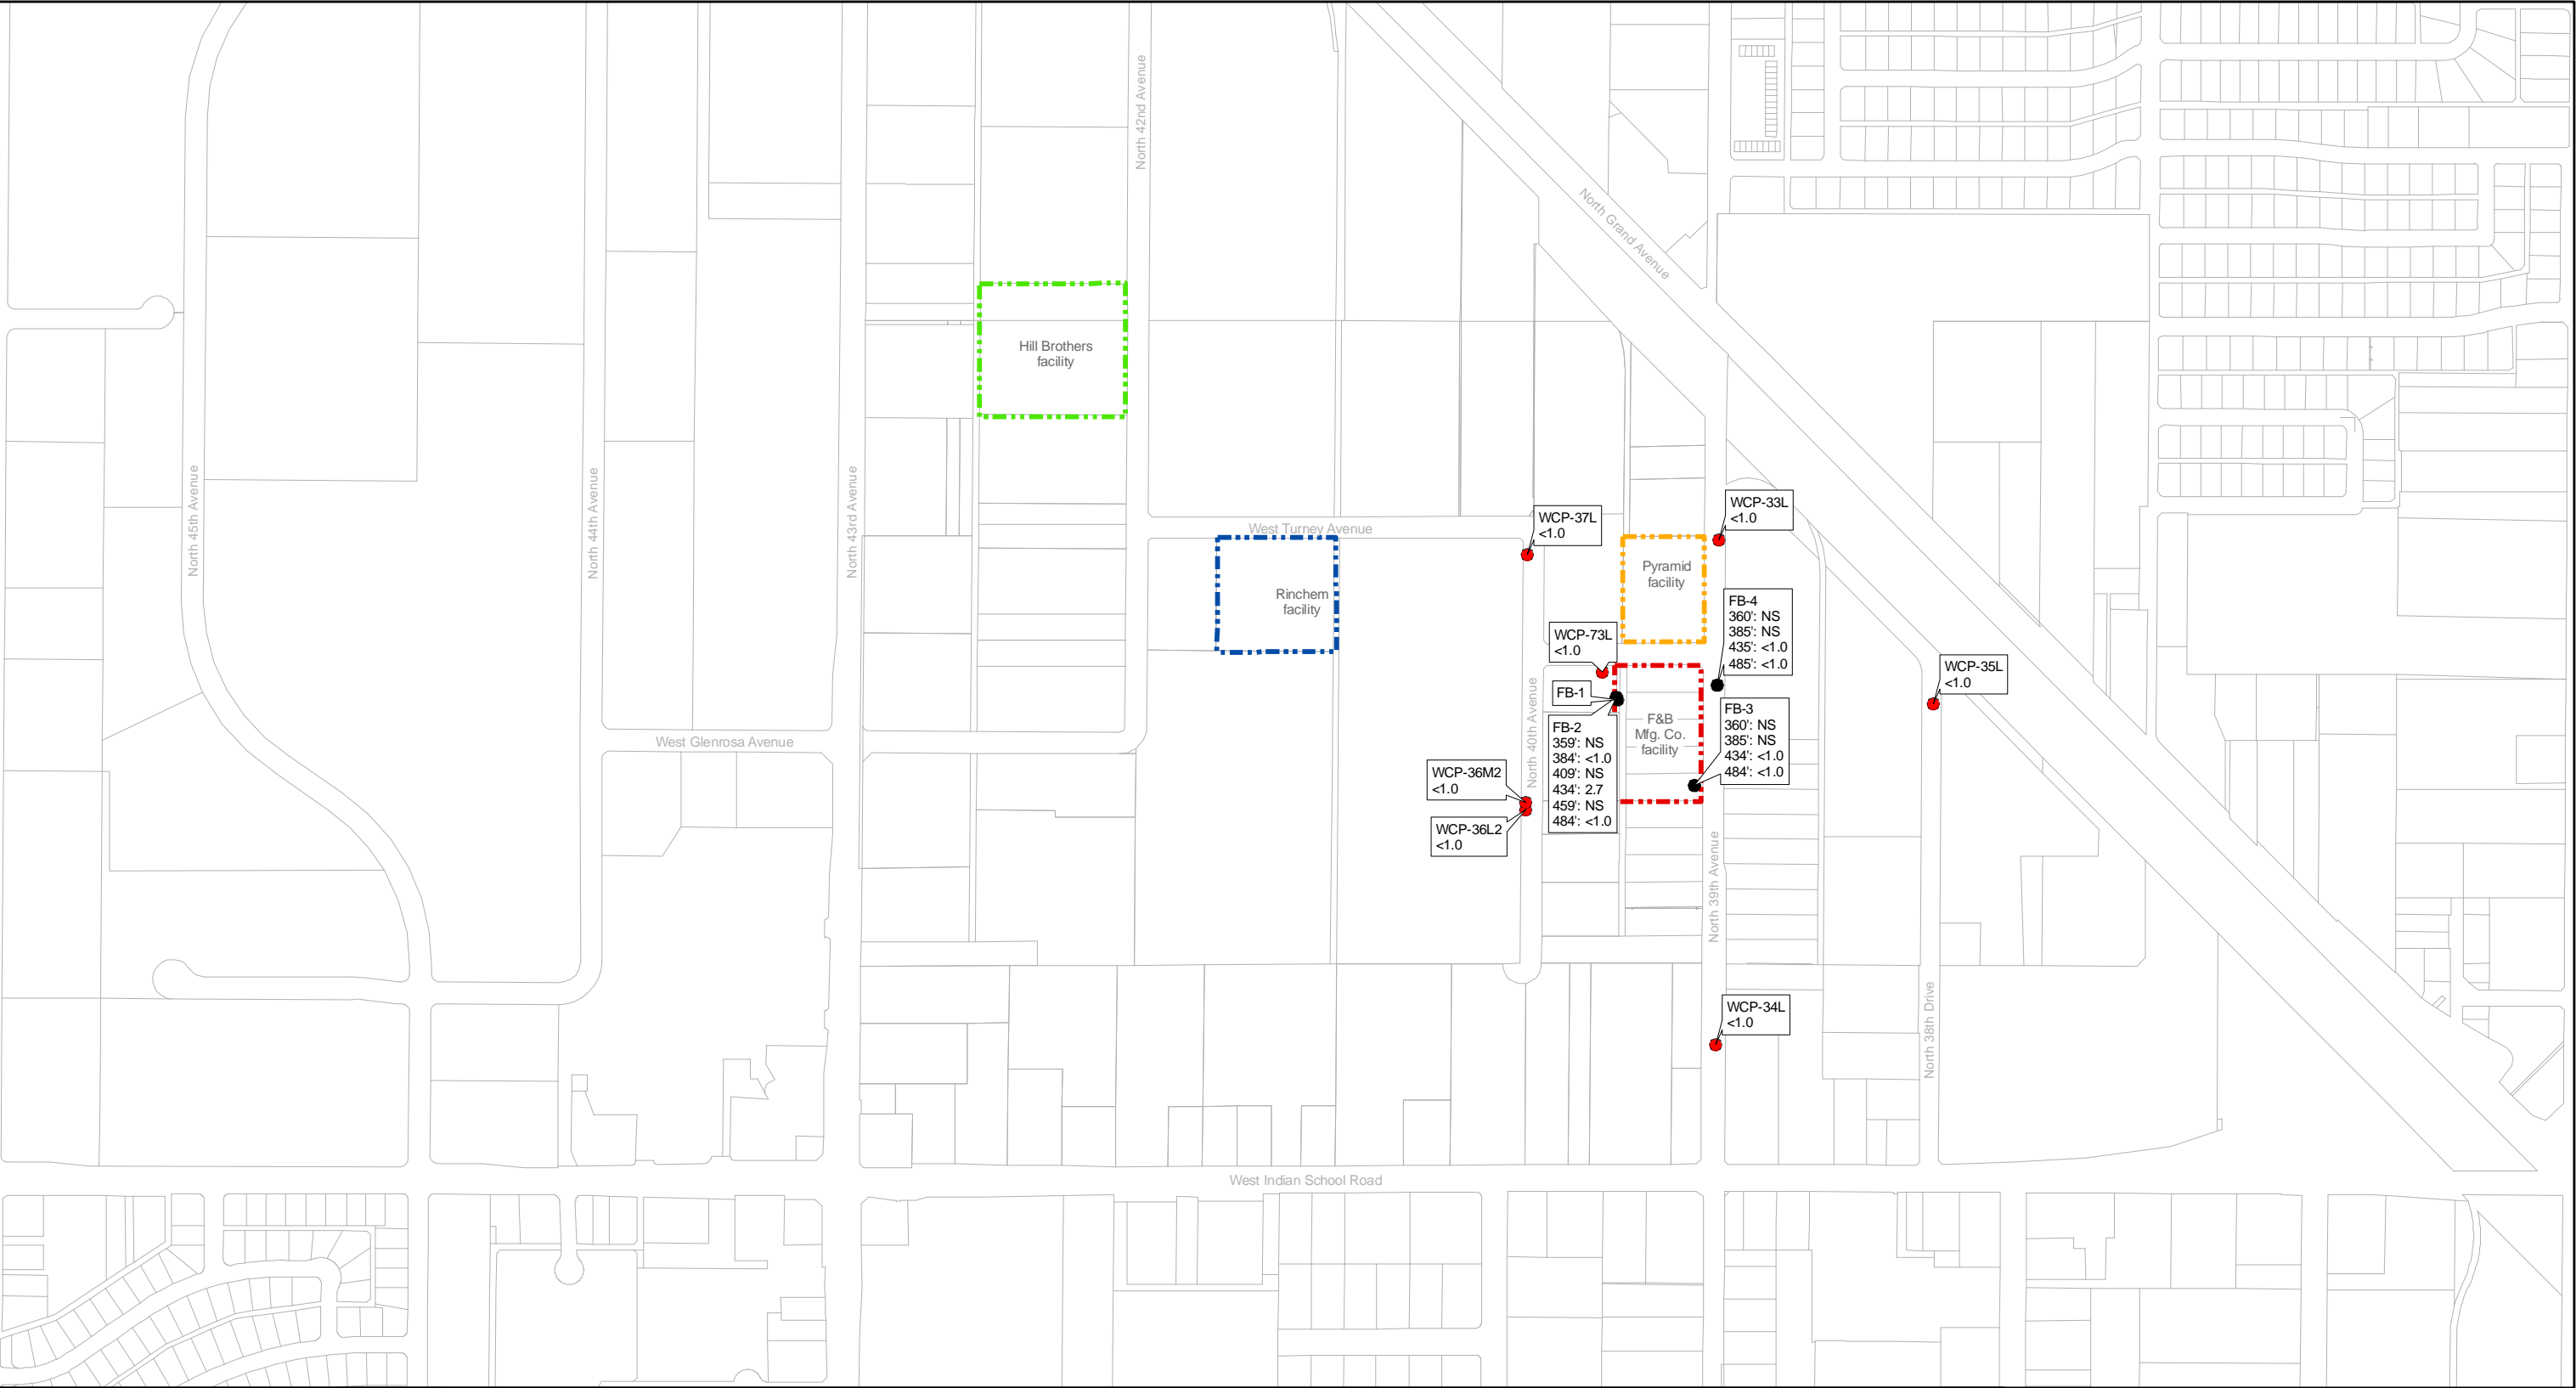 North 42nd Avenue
North Grand Avenue
Hill Brothers
facility
North 45th Avenue
North 44th Avenue
North 43rd Avenue
West Turney Avenue
WCP-37L
<1.0
WCP-33L
<1.0
Pyramid
facility
Rinchem
facility
FB-4
360': NS
385': NS
435': <1.0
485': <1.0
WCP-73L
<1.0
WCP-35L
<1.0
FB-1
North 40th Avenue
FB-2
359': NS
384': <1.0
409': NS
434': 2.7
459': NS
484': <1.0
F&B
Mfg. Co.
facility
FB-3
360': NS
385': NS
434': <1.0
484': <1.0
West Glenrosa Avenue
WCP-36M2
<1.0
WCP-36L2
<1.0
North 39th Avenue
WCP-34L
<1.0
North 38th Drive
West Indian School Road